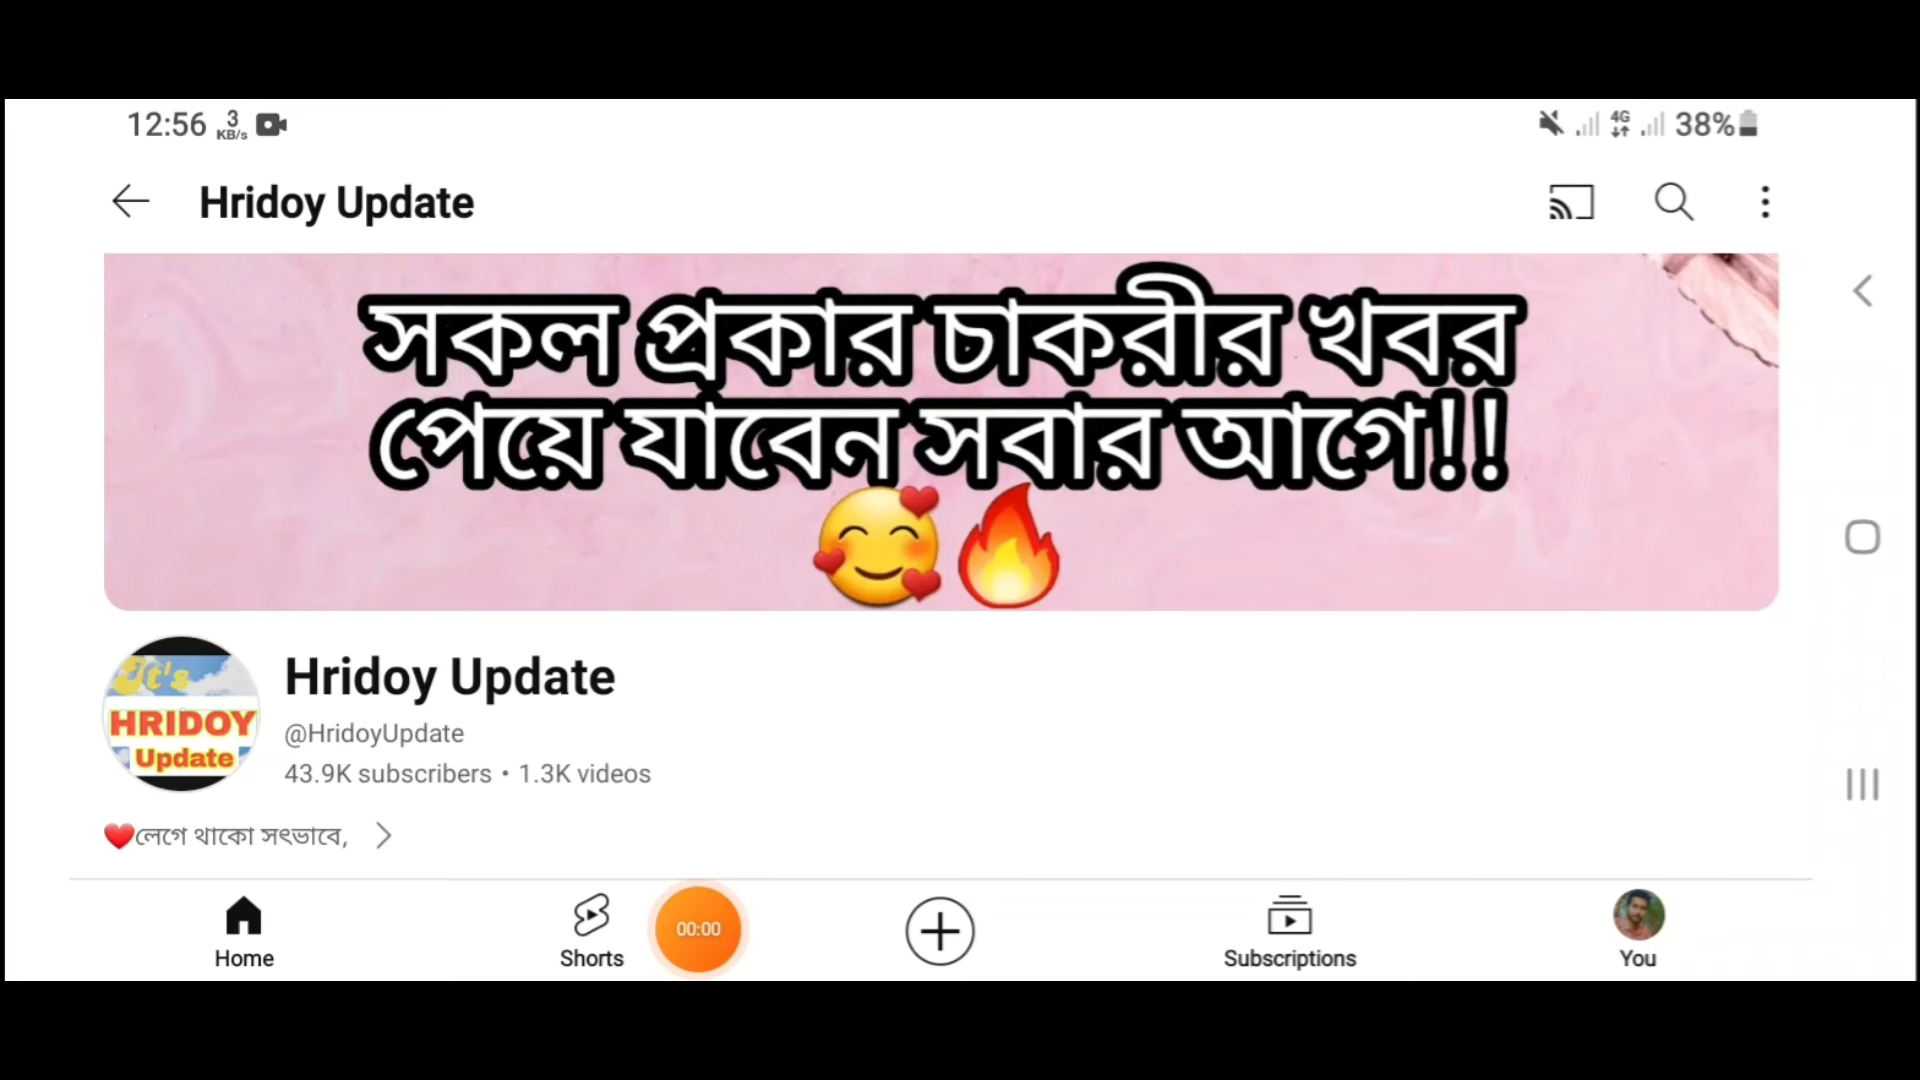 12:56 3 KB/s 4G 38%
Hridoy Update
সকল প্রকার চাকরীর খবর
পেয়ে যাবেন সবার আগে!!
It's
HRIDOY
Update
Hridoy Update
@HridoyUpdate
43.9K subscribers • 1.3K videos
❤️লেগে থাকো সৎভাবে,
Home Shorts 00:00 Subscriptions You